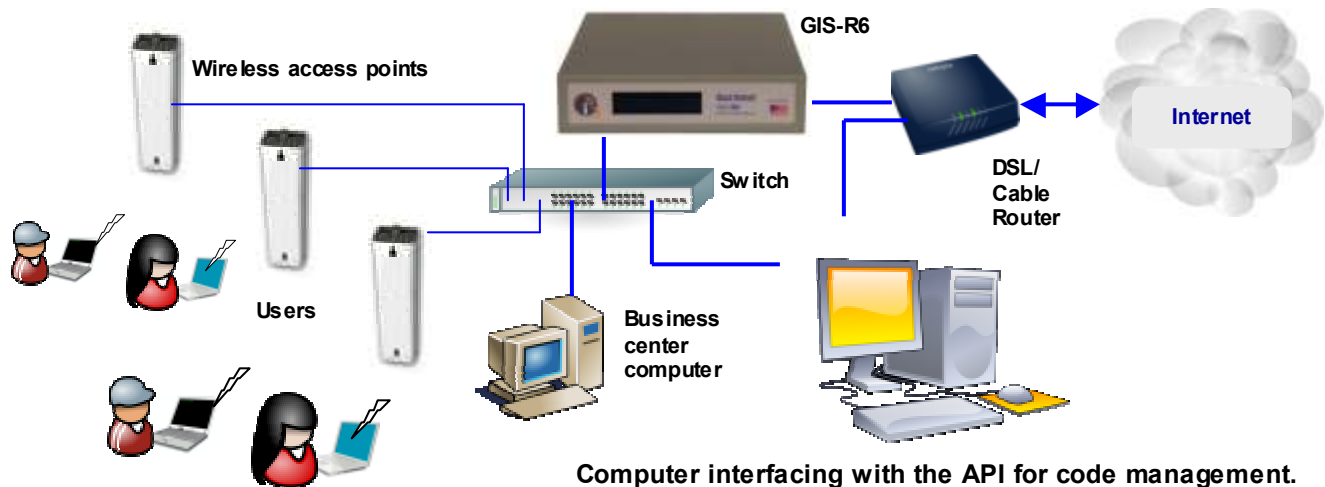 GIS-R6
Wireless access points
Internet
Switch
DSL/
Cable
Router
Users
Business
center
computer
Computer interfacing with the API for code management.